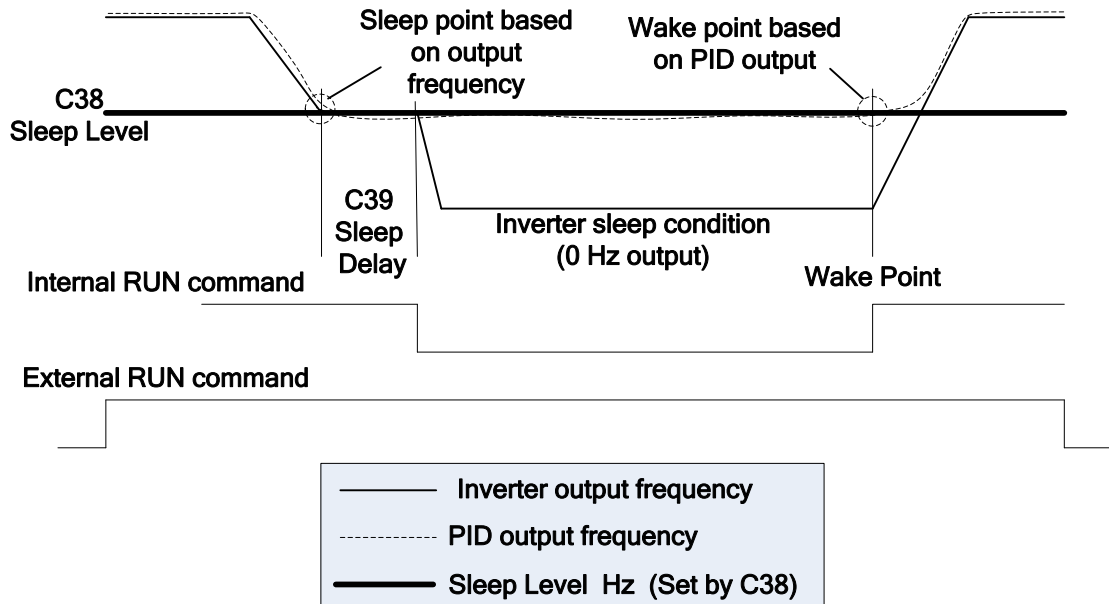 Sleep point based
on output
frequency
Wake point based
on PID output
C38
Sleep Level
C39
Sleep
Delay
Inverter sleep condition
(0 Hz output)
Wake Point
Internal RUN command
External RUN command
Inverter output frequency
PID output frequency
Sleep Level Hz (Set by C38)